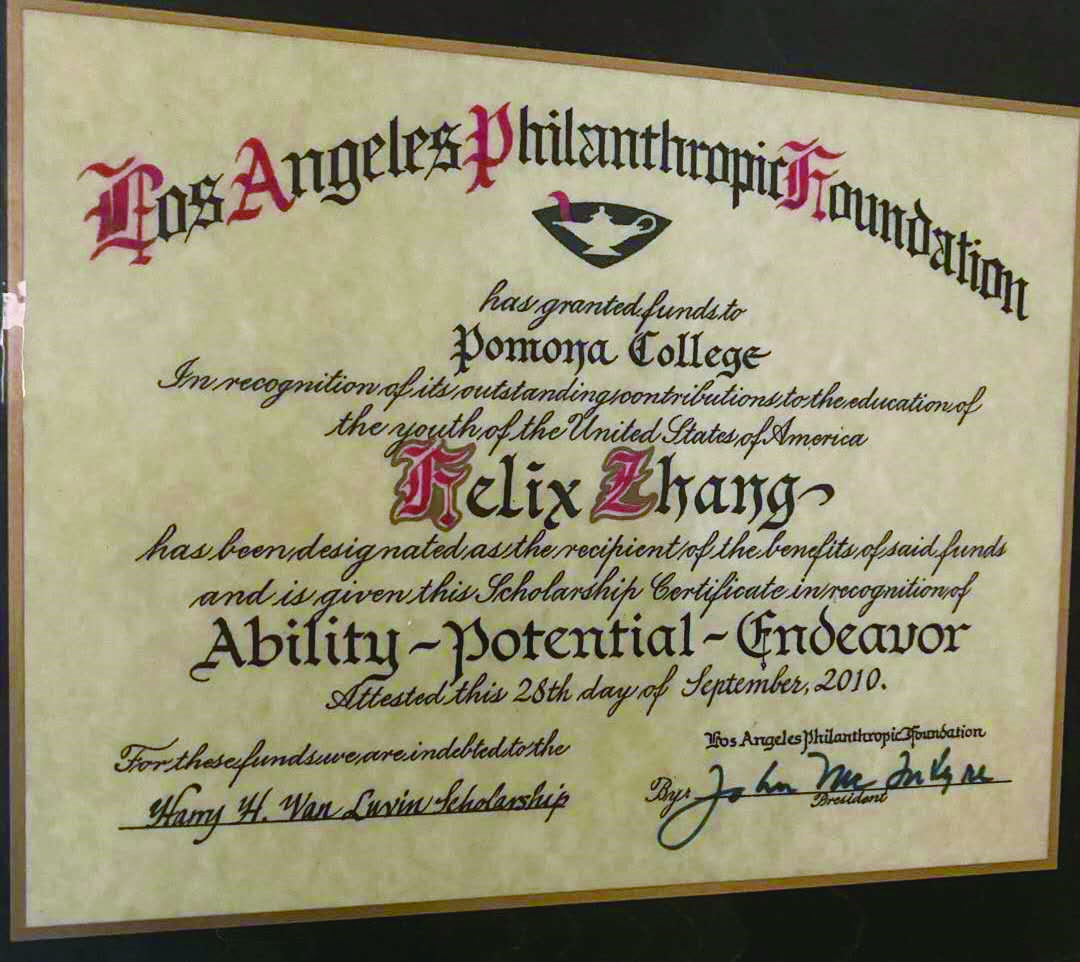 Los Angeles Philanthropic Foundation
has granted funds to
Pomona College
In recognition of its outstanding contributions to the education of
the youth of the United States of America
Felix Zhang
has been designated as the recipient of the benefits of said funds
and is given this Scholarship Certificate in recognition of
Ability ~ Potential ~ Endeavor
Attested this 28th day of September, 2010.
For these funds we are indebted to the
Harry H. Van Luvin Scholarship
Los Angeles Philanthropic Foundation
By: John Mc Intyre
President